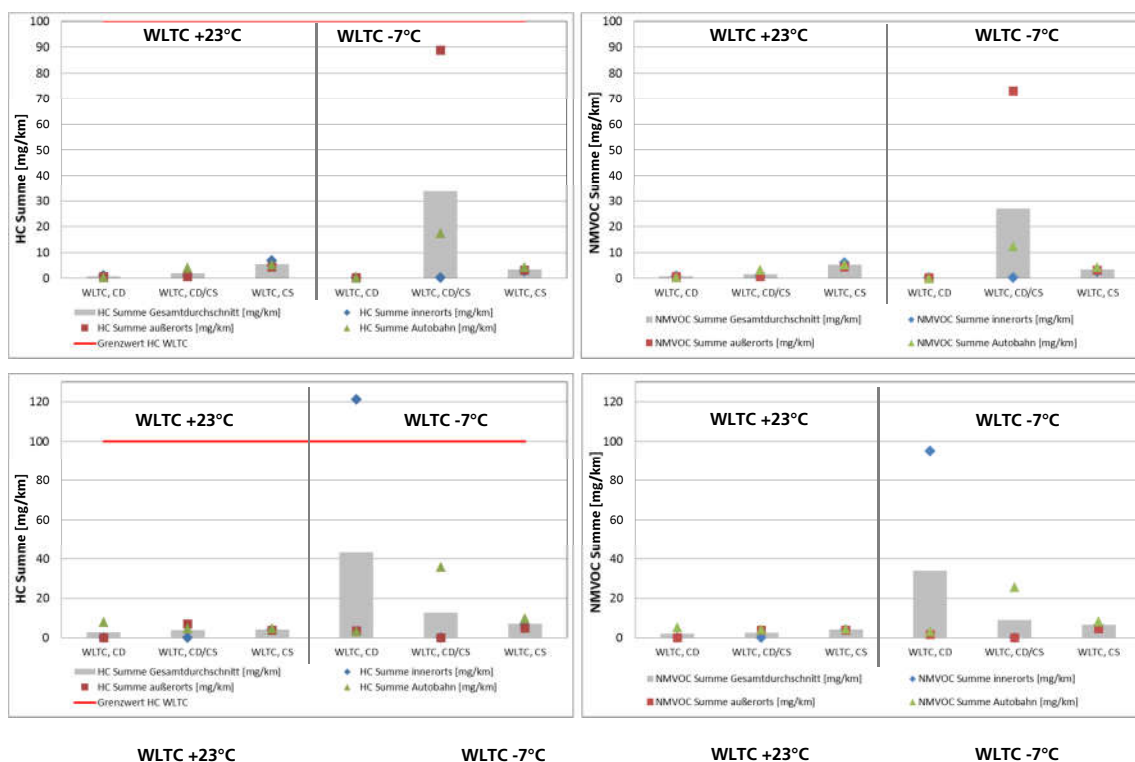 HC Summe [mg/km]
100
90
80
70
60
50
40
30
20
10
0
WLTC +23°C
WLTC -7°C
WLTC, CD
WLTC, CD/CS
WLTC, CS
WLTC, CD
WLTC, CD/CS
WLTC, CS
HC Summe Gesamtdurchschnitt [mg/km]
HC Summe innerorts [mg/km]
HC Summe außerorts [mg/km]
HC Summe Autobahn [mg/km]
Grenzwert HC WLTC
NMVOC Summe [mg/km]
100
90
80
70
60
50
40
30
20
10
0
WLTC +23°C
WLTC -7°C
WLTC, CD
WLTC, CD/CS
WLTC, CS
WLTC, CD
WLTC, CD/CS
WLTC, CS
NMVOC Summe Gesamtdurchschnitt [mg/km]
NMVOC Summe innerorts [mg/km]
NMVOC Summe außerorts [mg/km]
NMVOC Summe Autobahn [mg/km]
HC Summe [mg/km]
120
100
80
60
40
20
0
WLTC +23°C
WLTC -7°C
WLTC, CD
WLTC, CD/CS
WLTC, CS
WLTC, CD
WLTC, CD/CS
WLTC, CS
HC Summe Gesamtdurchschnitt [mg/km]
HC Summe innerorts [mg/km]
HC Summe außerorts [mg/km]
HC Summe Autobahn [mg/km]
Grenzwert HC WLTC
NMVOC Summe [mg/km]
120
100
80
60
40
20
0
WLTC +23°C
WLTC -7°C
WLTC, CD
WLTC, CD/CS
WLTC, CS
WLTC, CD
WLTC, CD/CS
WLTC, CS
NMVOC Summe Gesamtdurchschnitt [mg/km]
NMVOC Summe innerorts [mg/km]
NMVOC Summe außerorts [mg/km]
NMVOC Summe Autobahn [mg/km]
WLTC +23°C
WLTC -7°C
WLTC +23°C
WLTC -7°C